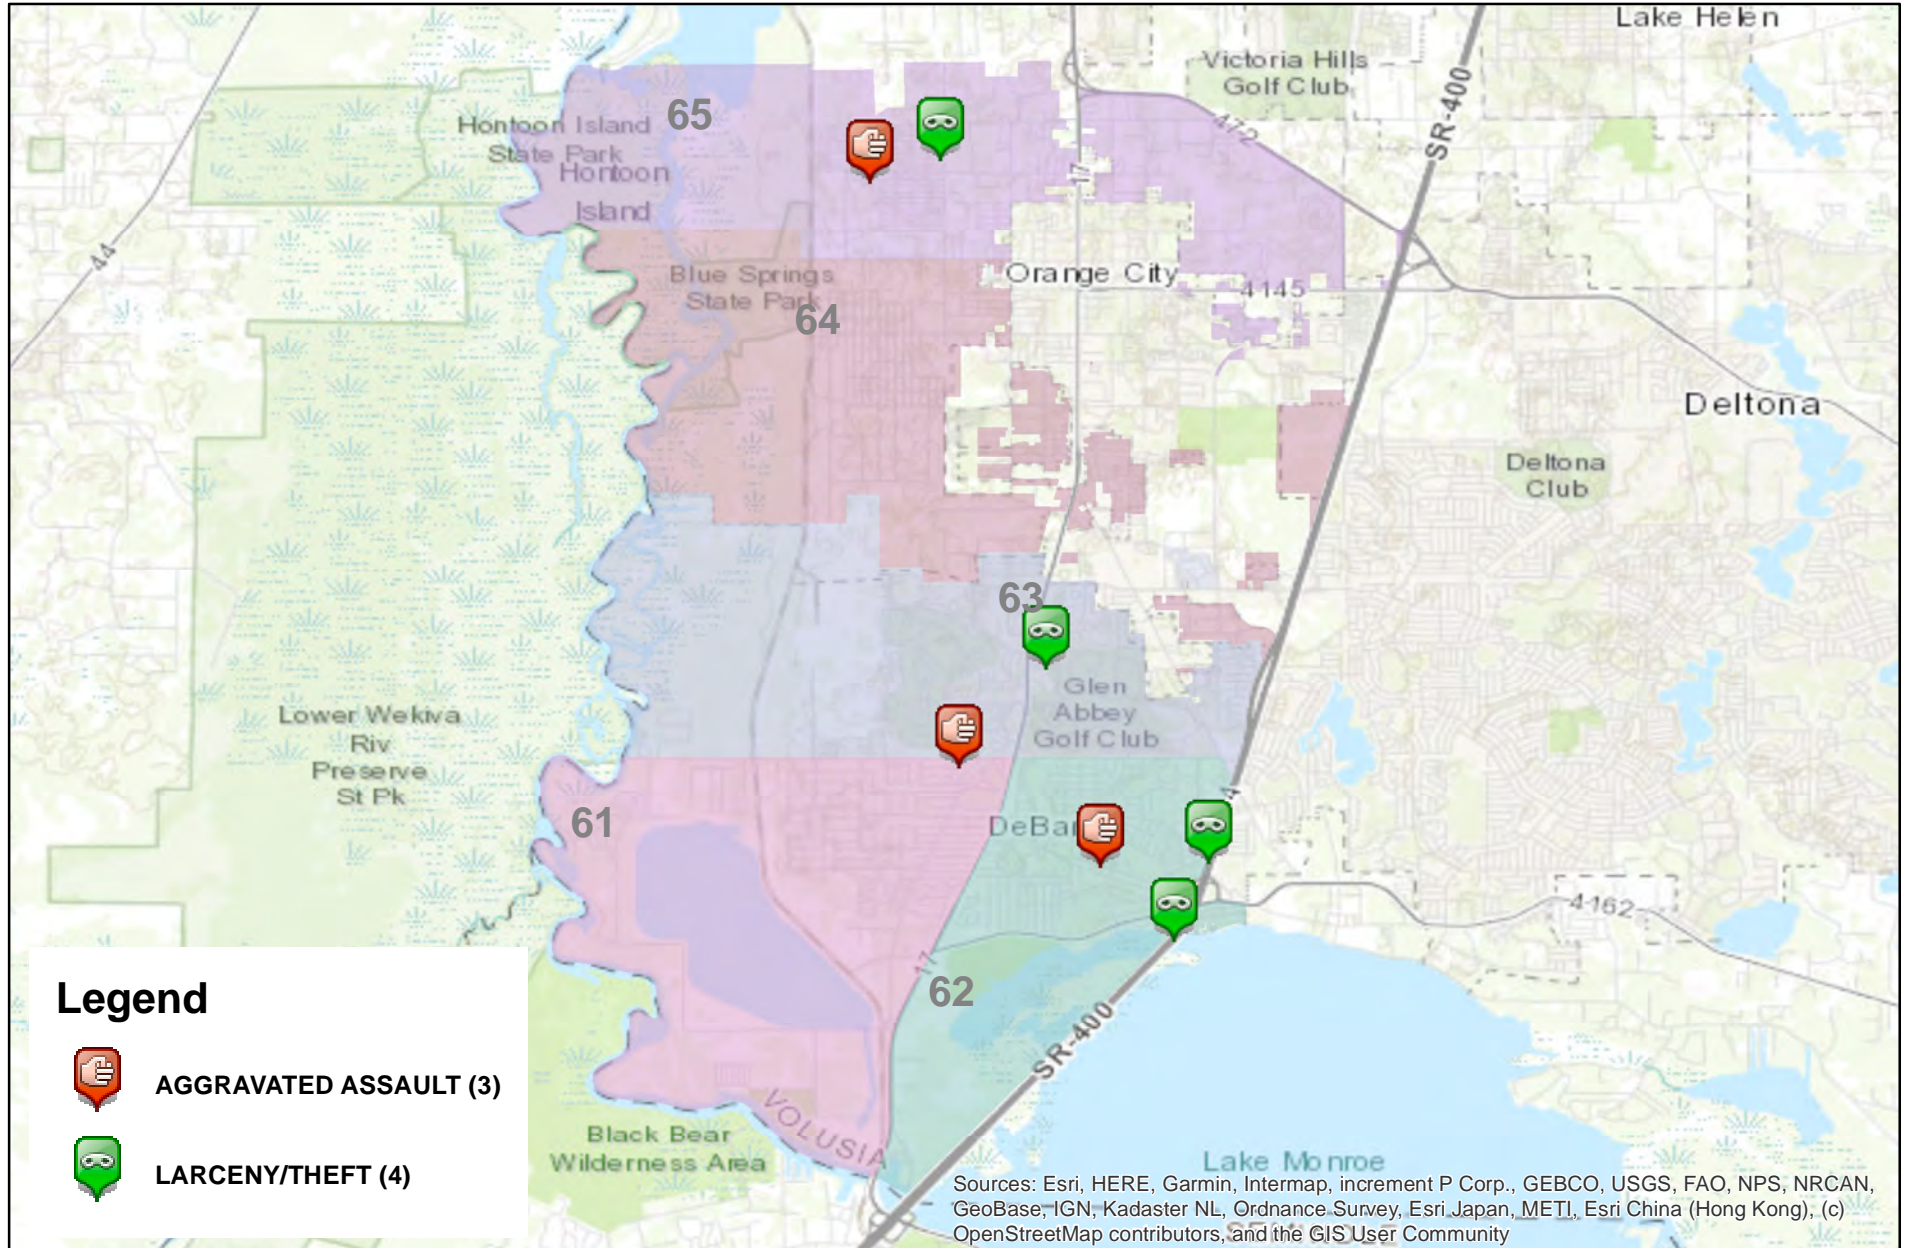 Lake Helen
Victoria Hills
Golf Club
SR-400
472
65
Hontoon Island
State Park
Hontoon
Island
17
44
Orange City
4145
Blue Springs
State Park
64
Deltona
Deltona
Club
63
Glen
Abbey
Golf Club
Lower Wekiva
Riv
Preserve
St Pk
4
61
DeBar
4162
17
62
SR-400
Legend
AGGRAVATED ASSAULT (3)
LARCENY/THEFT (4)
VOLUSIA
Black Bear
Wilderness Area
Lake Monroe
Sources: Esri, HERE, Garmin, Intermap, increment P Corp., GEBCO, USGS, FAO, NPS, NRCAN,
GeoBase, IGN, Kadaster NL, Ordnance Survey, Esri Japan, METI, Esri China (Hong Kong), (c)
OpenStreetMap contributors, and the GIS User Community